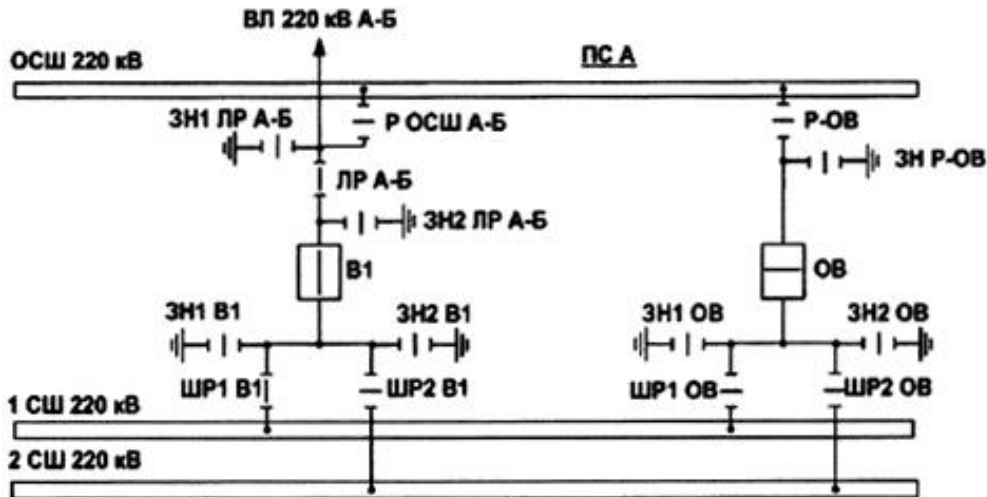 ВЛ 220 кВ А-Б
ОСШ 220 кВ
ПС А
ЗН1 ЛР А-Б
Р ОСШ А-Б
Р-ОВ
ЗН Р-ОВ
ЛР А-Б
ЗН2 ЛР А-Б
В1
ОВ
ЗН1 В1
ЗН2 В1
ЗН1 ОВ
ЗН2 ОВ
ШР1 В1
ШР2 В1
ШР1 ОВ
ШР2 ОВ
1 СШ 220 кВ
2 СШ 220 кВ